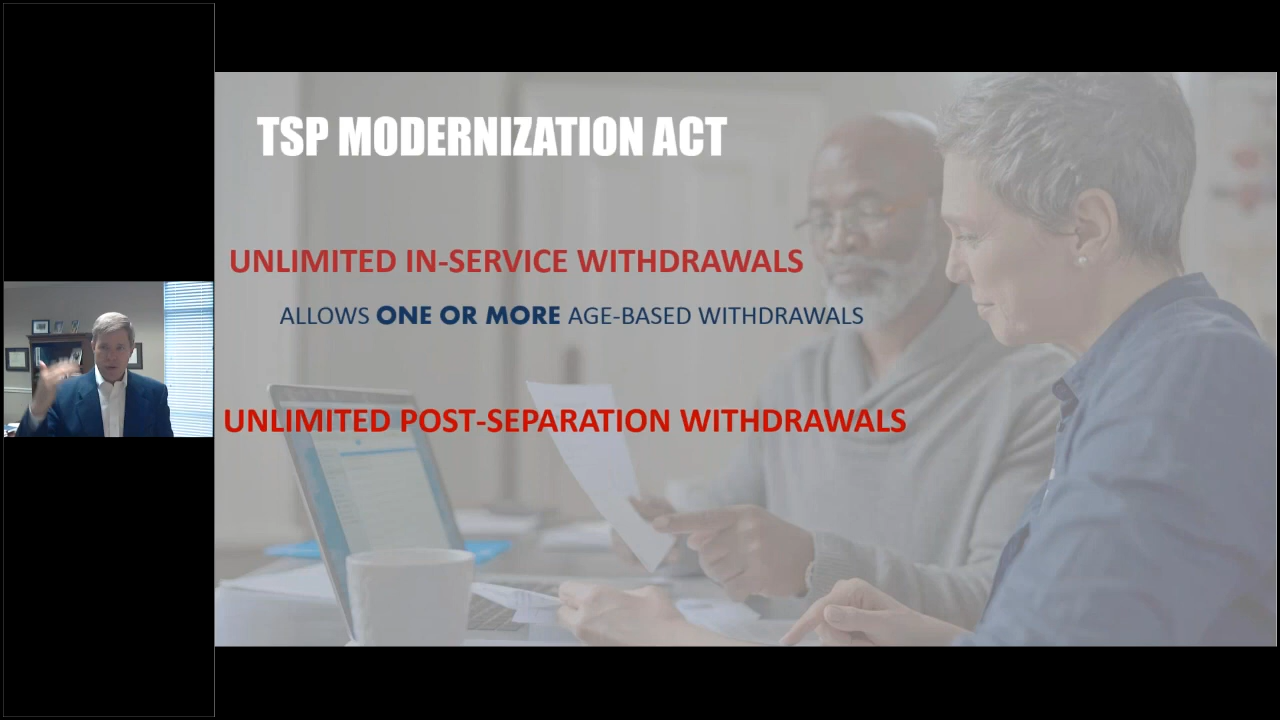 TSP MODERNIZATION ACT
UNLIMITED IN-SERVICE WITHDRAWALS
ALLOWS ONE OR MORE AGE-BASED WITHDRAWALS
UNLIMITED POST-SEPARATION WITHDRAWALS